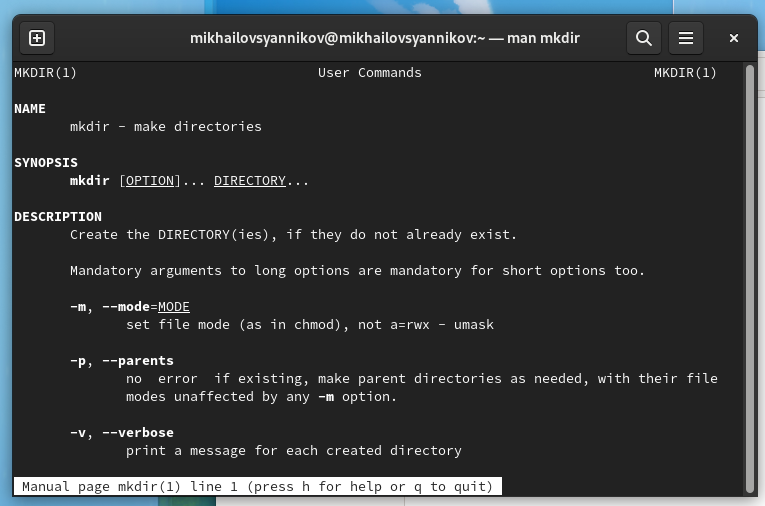 mikhailovsyannikov@mikhailovsyannikov:~ — man mkdir
MKDIR(1) User Commands MKDIR(1)
NAME
mkdir - make directories
SYNOPSIS
mkdir [OPTION]... DIRECTORY...
DESCRIPTION
Create the DIRECTORY(ies), if they do not already exist.
Mandatory arguments to long options are mandatory for short options too.
-m, --mode=MODE
set file mode (as in chmod), not a=rwx - umask
-p, --parents
no  error  if existing, make parent directories as needed, with their file
modes unaffected by any -m option.
-v, --verbose
print a message for each created directory
Manual page mkdir(1) line 1 (press h for help or q to quit)